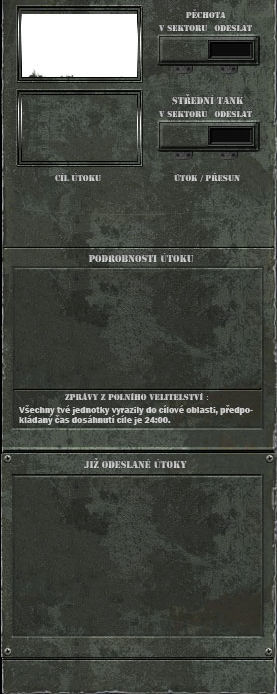 PĚCHOTA
V SEKTORU ODESLAT
STŘEDNÍ TANK
V SEKTORU ODESLAT
CÍL ÚTOKU ÚTOK / PŘESUN
PODROBNOSTI ÚTOKU
ZPRÁVY Z POLNÍHO VELITELSTVÍ :
Všechny tvé jednotky vyrazily do cílové oblasti, předpo-
kládaný čas dosáhnutí cíle je 24:00.
JIŽ ODESLANÉ ÚTOKY